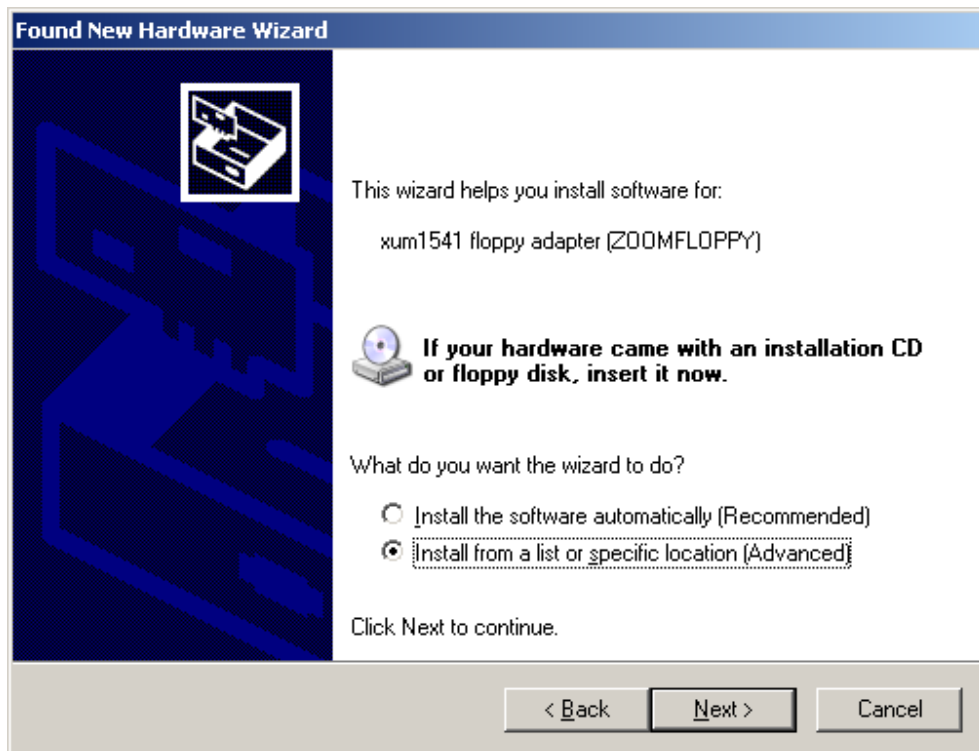 Found New Hardware Wizard
This wizard helps you install software for:
xum1541 floppy adapter (ZOOMFLOPPY)
If your hardware came with an installation CD
or floppy disk, insert it now.
What do you want the wizard to do?
Install the software automatically (Recommended)
Install from a list or specific location (Advanced)
Click Next to continue.
< Back Next > Cancel